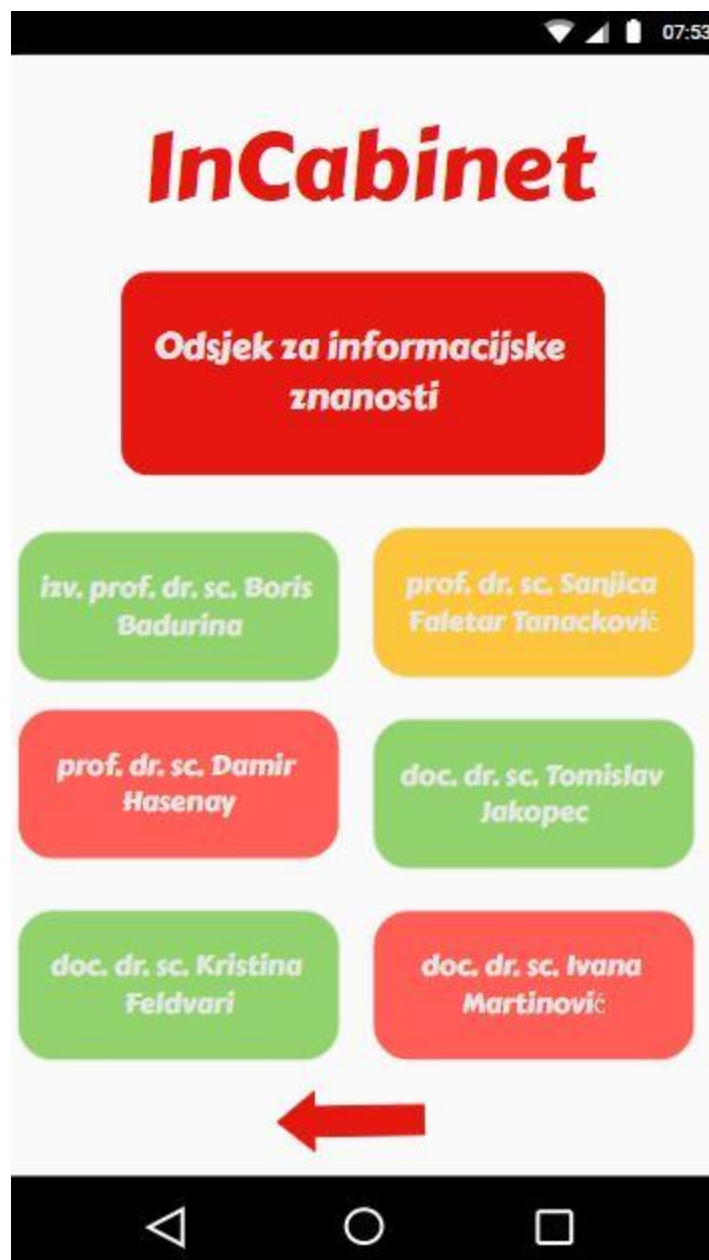 07:53
InCabinet
Odsjek za informacijske
znanosti
izv. prof. dr. sc. Boris
Badurina
prof. dr. sc. Sanjica
Faletar Tanacković
prof. dr. sc. Damir
Hasenay
doc. dr. sc. Tomislav
Jakopec
doc. dr. sc. Kristina
Feldvari
doc. dr. sc. Ivana
Martinović